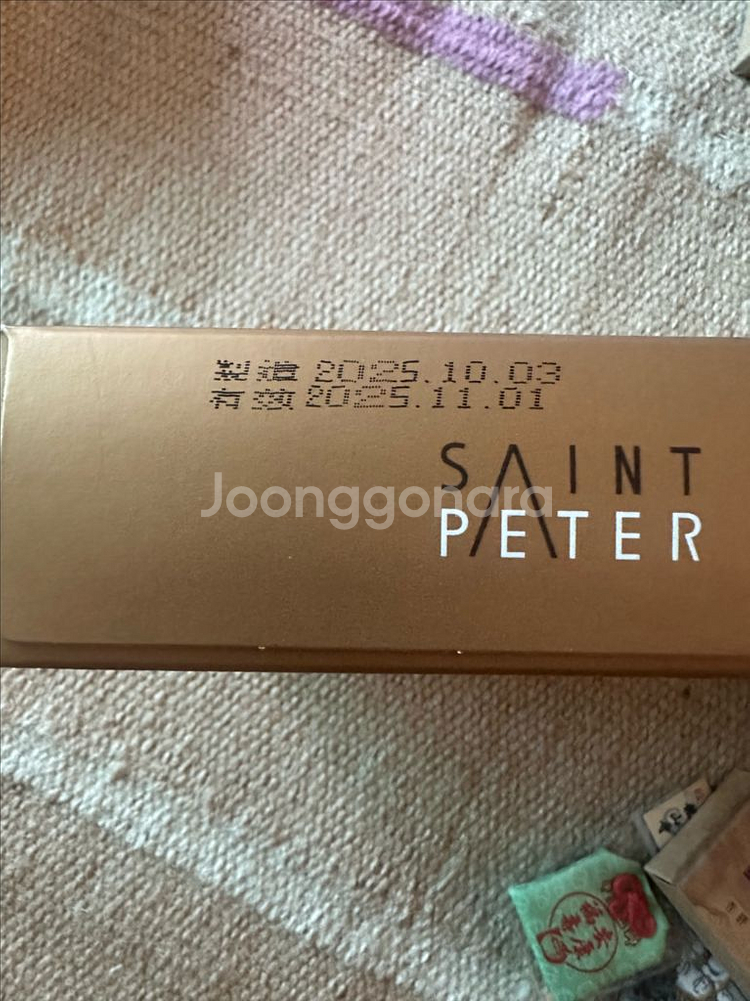 製造 2025.10.03
有效 2025.11.01
SAINT
Joonggonara
PETER